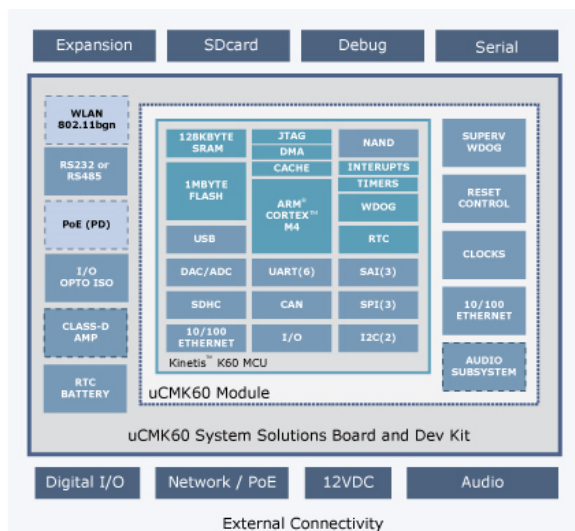 Expansion
SDcard
Debug
Serial
WLAN
802.11bgn
RS232 or
RS485
PoE (PD)
I/O
OPTO ISO
CLASS-D
AMP
RTC
BATTERY
128KBYTE
SRAM
1MBYTE
FLASH
USB
DAC/ADC
SDHC
10/100
ETHERNET
JTAG
DMA
CACHE
ARM®
CORTEX™
M4
UART(6)
CAN
I/O
NAND
INTERUPTS
TIMERS
WDOG
RTC
SAI(3)
SPI(3)
I2C(2)
Kinetis™ K60 MCU
uCMK60 Module
SUPERV
WDOG
RESET
CONTROL
CLOCKS
10/100
ETHERNET
AUDIO
SUBSYSTEM
uCMK60 System Solutions Board and Dev Kit
Digital I/O
Network / PoE
12VDC
Audio
External Connectivity